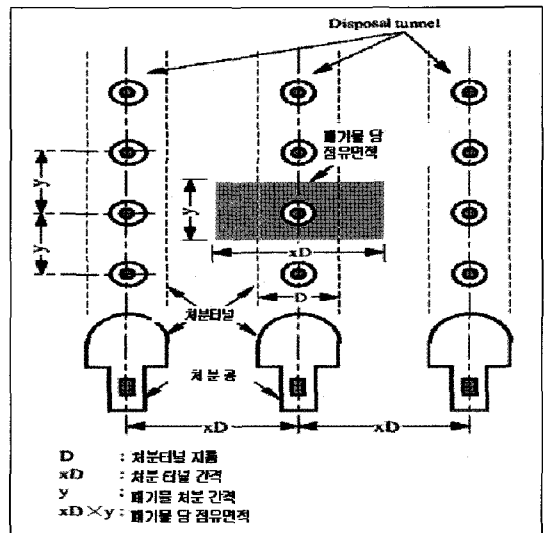 Disposal tunnel
폐기물 당
점유면적
y
y
y
xD
D
처분터널
처분공
xD
xD
D : 처분터널 지름
xD : 처분 터널 간격
y : 폐기물 처분 간격
xD×y : 폐기물 당 점유면적